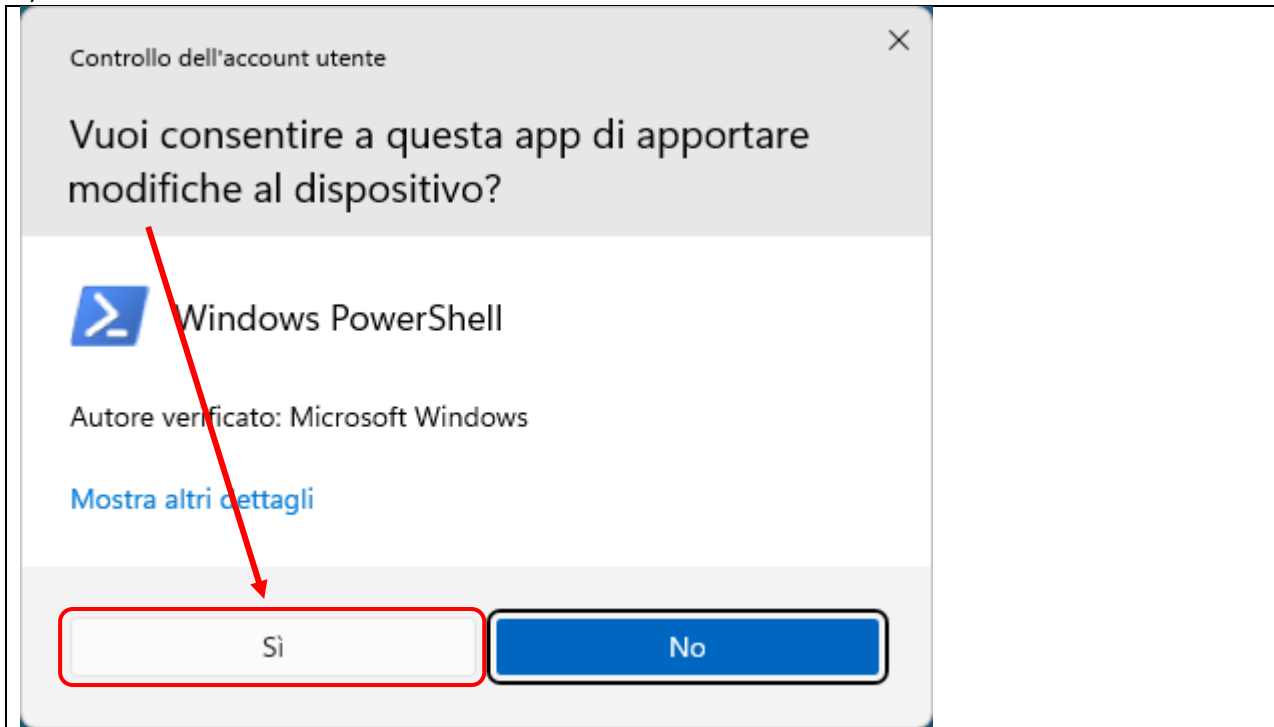 Controllo dell'account utente
Vuoi consentire a questa app di apportare
modifiche al dispositivo?
Windows PowerShell
Autore verificato: Microsoft Windows
Mostra altri dettagli
Sì
No